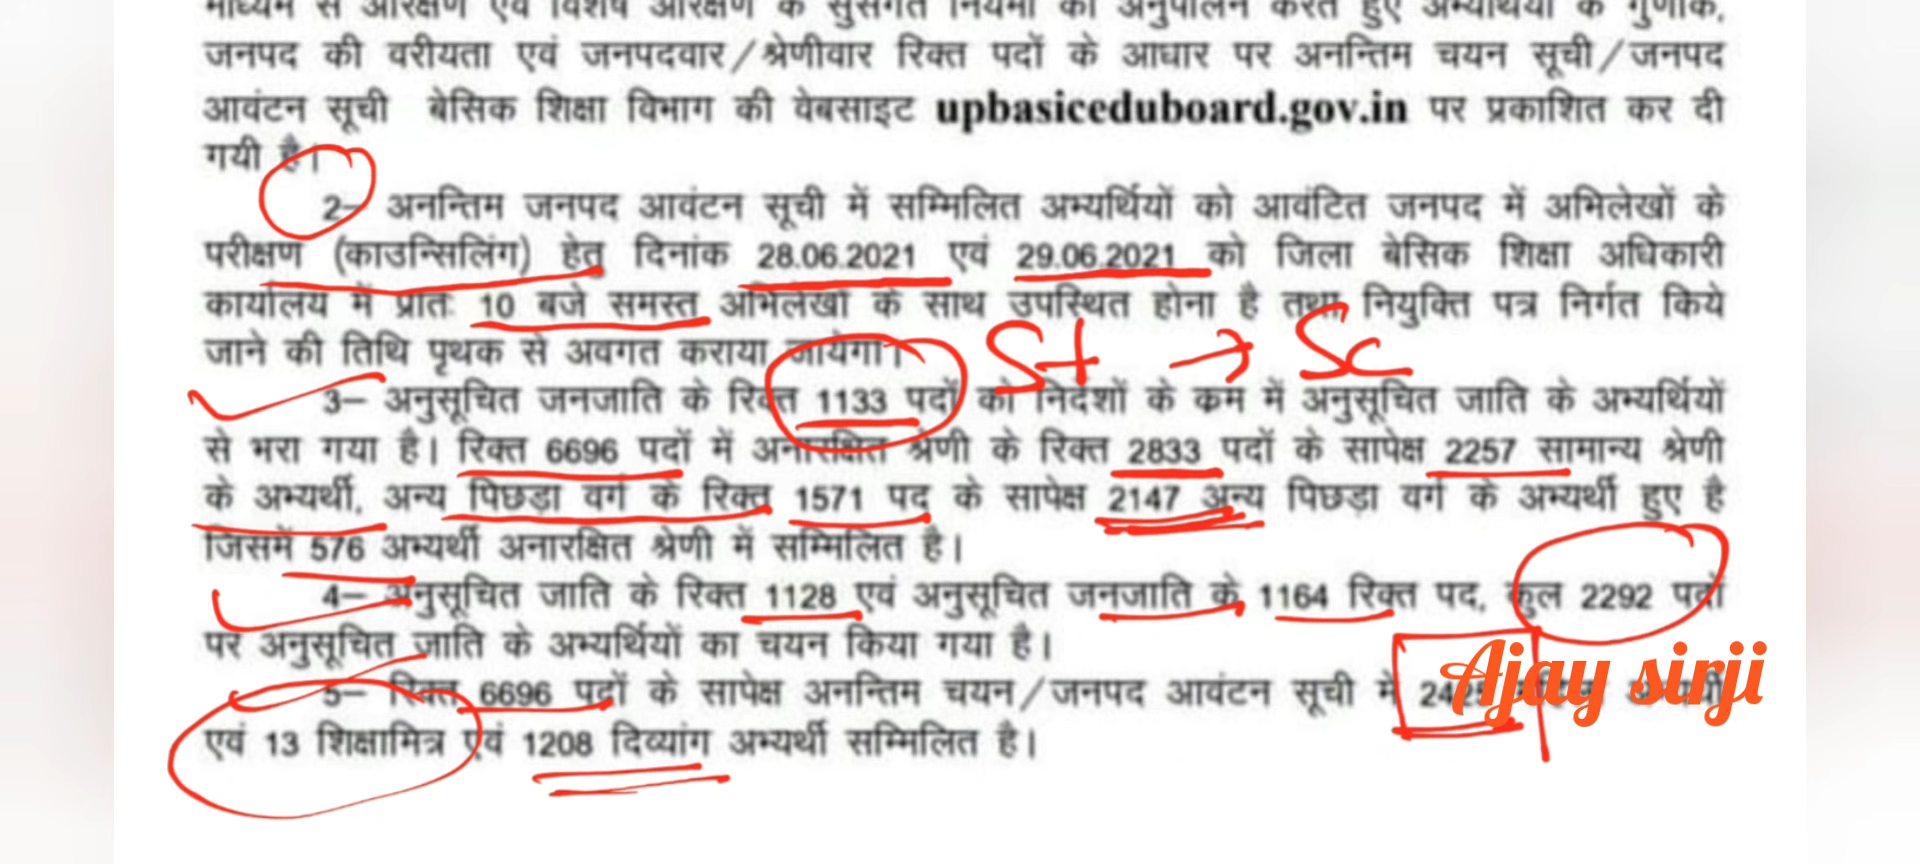 माध्यम से आरक्षण एवं विशेष आरक्षण के सुसंगत नियमों का अनुपालन करते हुए अभ्यर्थियों के गुणांक,
जनपद की वरीयता एवं जनपदवार/श्रेणीवार रिक्त पदों के आधार पर अनन्तिम चयन सूची/जनपद
आवंटन सूची बेसिक शिक्षा विभाग की वेबसाइट upbasiceduboard.gov.in पर प्रकाशित कर दी
गयी है।
2– अनन्तिम जनपद आवंटन सूची में सम्मिलित अभ्यर्थियों को आवंटित जनपद में अभिलेखों के
परीक्षण (काउन्सिलिंग) हेतु दिनांक 28.06.2021 एवं 29.06.2021 को जिला बेसिक शिक्षा अधिकारी
कार्यालय में प्रातः 10 बजे समस्त अभिलेखों के साथ उपस्थित होना है तथा नियुक्ति पत्र निर्गत किये
जाने की तिथि पृथक से अवगत कराया जायेगा।
St → Sc
3– अनुसूचित जनजाति के रिक्त 1133 पदों को निर्देशों के क्रम में अनुसूचित जाति के अभ्यर्थियों
से भरा गया है। रिक्त 6696 पदों में अनारक्षित श्रेणी के रिक्त 2833 पदों के सापेक्ष 2257 सामान्य श्रेणी
के अभ्यर्थी, अन्य पिछड़ा वर्ग के रिक्त 1571 पद के सापेक्ष 2147 अन्य पिछड़ा वर्ग के अभ्यर्थी हुए है
जिसमें 576 अभ्यर्थी अनारक्षित श्रेणी में सम्मिलित है।
4– अनुसूचित जाति के रिक्त 1128 एवं अनुसूचित जनजाति के 1164 रिक्त पद, कुल 2292 पदों
पर अनुसूचित जाति के अभ्यर्थियों का चयन किया गया है।
5– रिक्त 6696 पदों के सापेक्ष अनन्तिम चयन/जनपद आवंटन सूची में
Ajay sirji
एवं 13 शिक्षामित्र एवं 1208 दिव्यांग अभ्यर्थी सम्मिलित है।